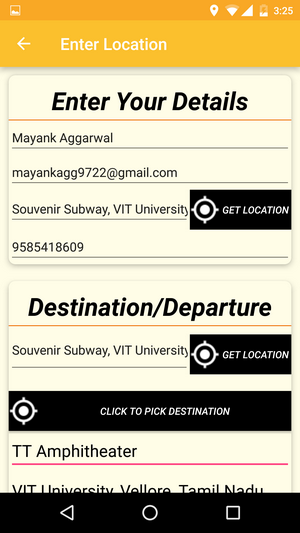 3:25
Enter Location
Enter Your Details
Mayank Aggarwal
mayankagg9722@gmail.com
Souvenir Subway, VIT University
GET LOCATION
9585418609
Destination/Departure
Souvenir Subway, VIT University
GET LOCATION
CLICK TO PICK DESTINATION
TT Amphitheater
VIT University, Vellore, Tamil Nadu